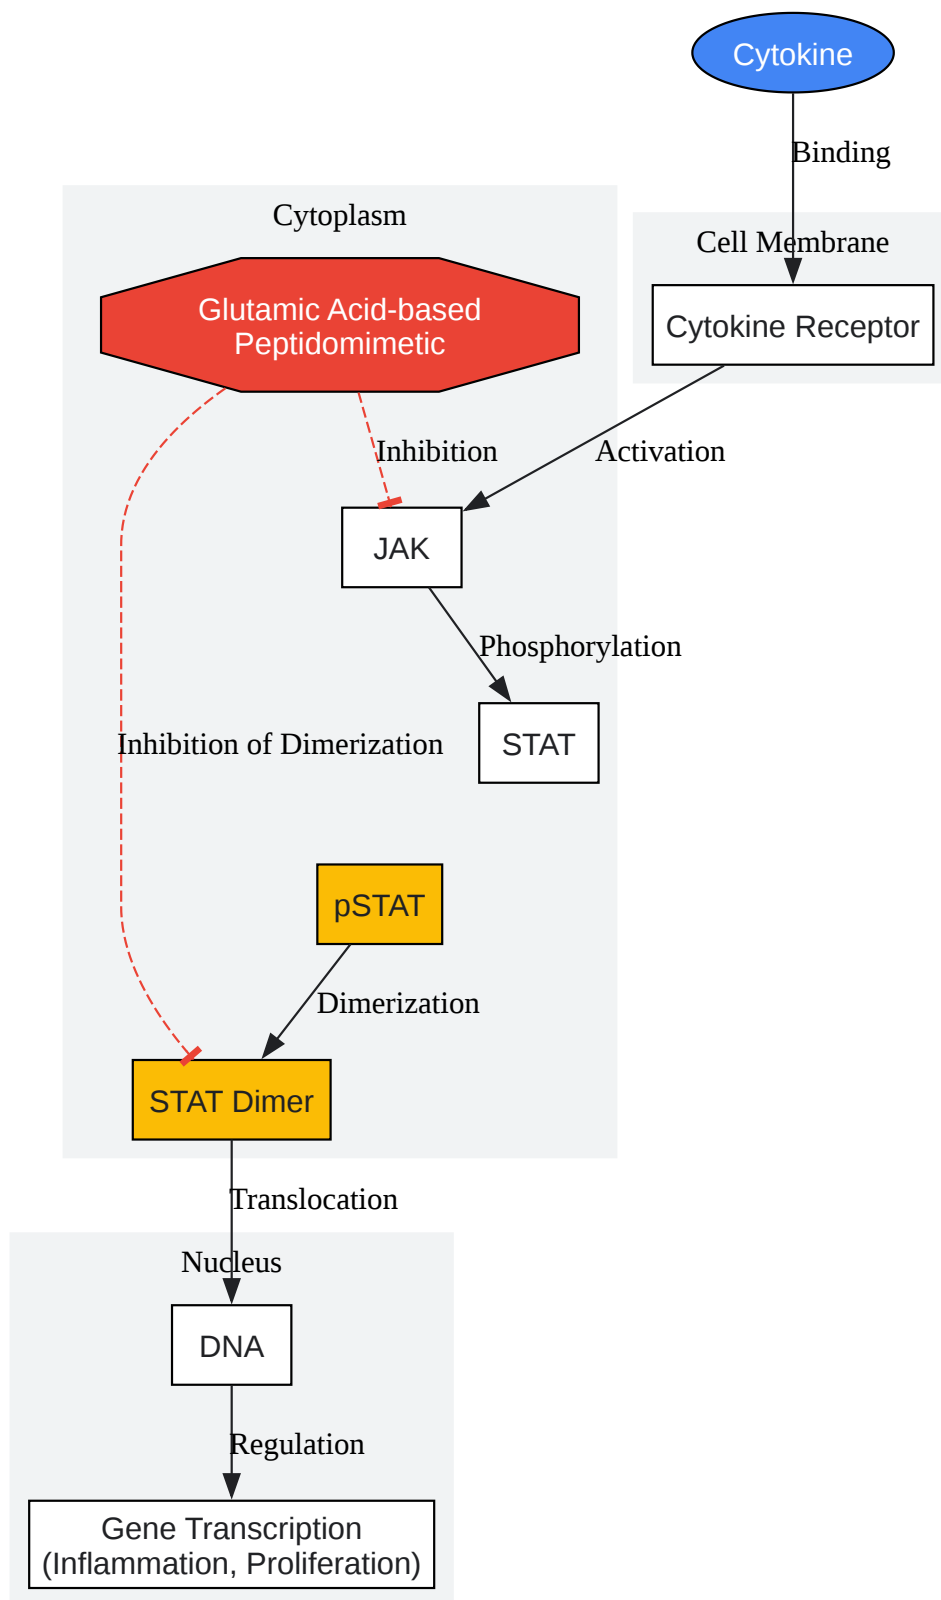 Cytokine
Binding
Cytoplasm
Cell Membrane
Glutamic Acid-based
Peptidomimetic
Cytokine Receptor
Inhibition
Activation
JAK
Phosphorylation
STAT
Inhibition of Dimerization
pSTAT
Dimerization
STAT Dimer
Translocation
Nucleus
DNA
Regulation
Gene Transcription
(Inflammation, Proliferation)